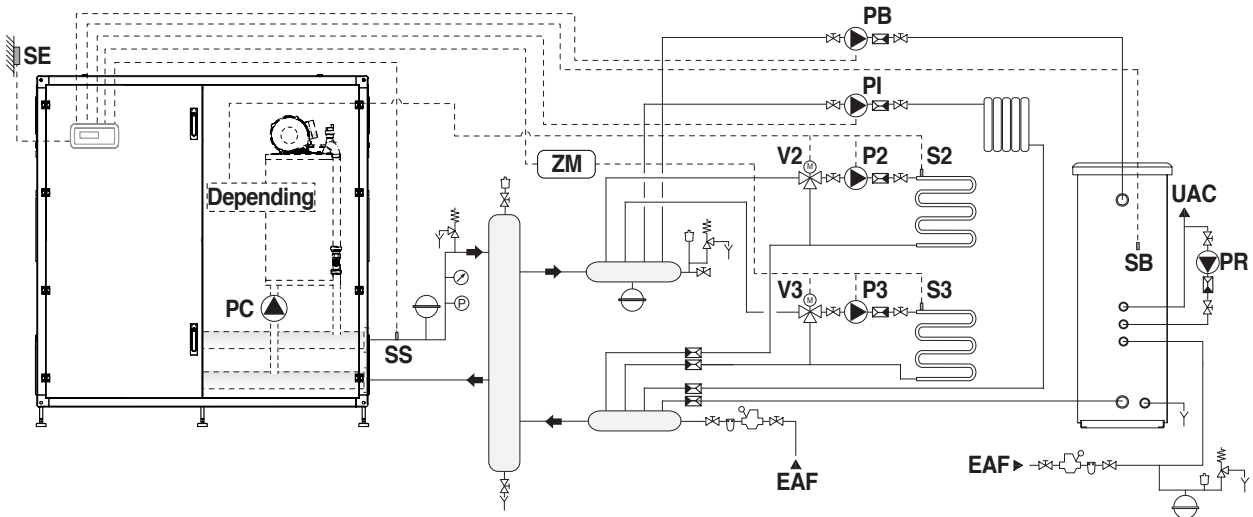 PB
SE
PI
V2
P2
S2
ZM
M
Depending
UAC
SB
PR
PC
V3
P3
S3
M
P
SS
EAF
EAF